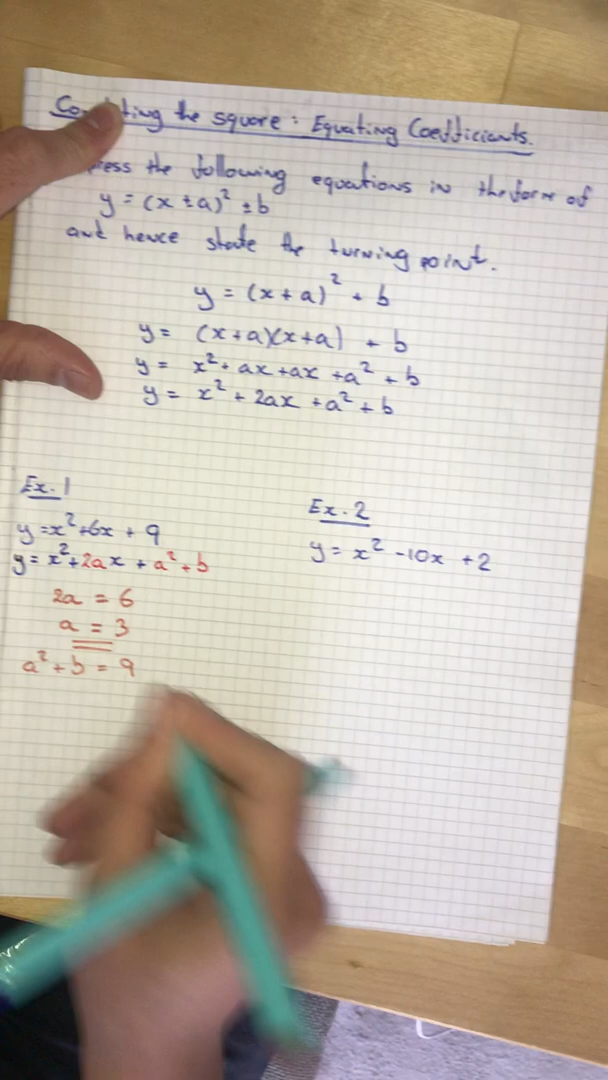 the square: Equating Coefficients.
the following equations in the form of
y = (x ± a)² ± b
and hence state the turning point.
y = (x + a)² + b
y = (x+a)(x+a) + b
y = x² + ax + ax + a² + b
y = x² + 2ax + a² + b
Ex. 1
y = x² + 6x + 9
y = x² + 2ax + a² + b
2a = 6
a = 3
a² + b = 9
Ex. 2
y = x² - 10x + 2